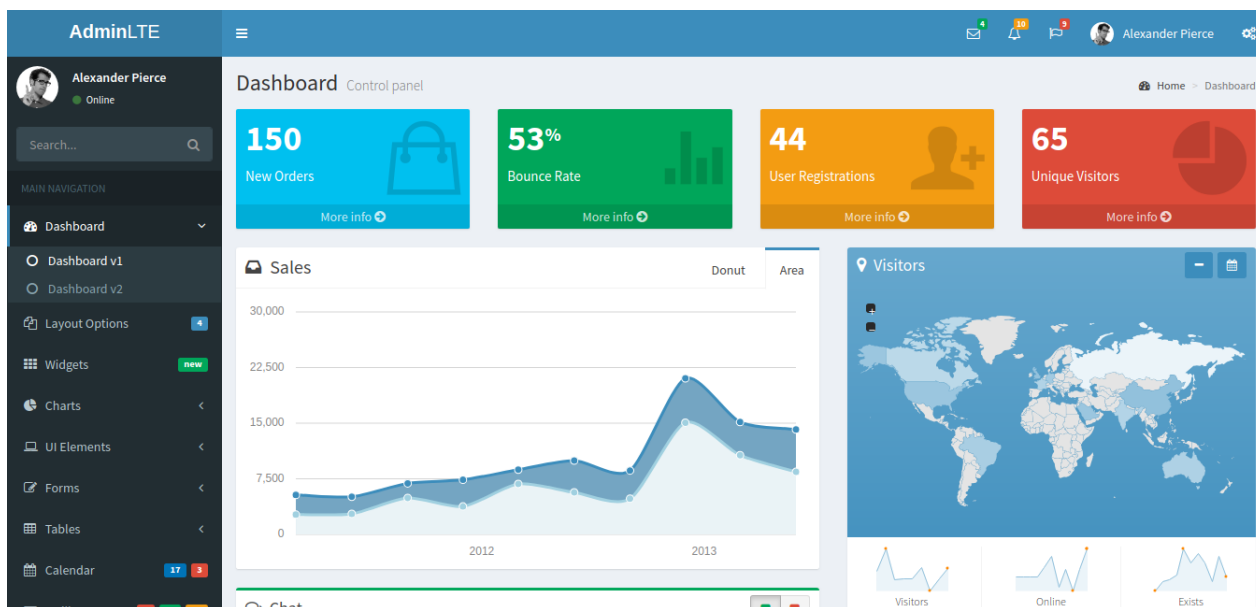 AdminLTE
4
10
9
Alexander Pierce
Alexander Pierce
Online
Search...
MAIN NAVIGATION
Dashboard
Dashboard v1
Dashboard v2
Layout Options 4
Widgets new
Charts
UI Elements
Forms
Tables
Calendar 17 3
Dashboard Control panel
Home > Dashboard
150
New Orders
More info
53%
Bounce Rate
More info
44
User Registrations
More info
65
Unique Visitors
More info
Sales
Donut Area
30,000
22,500
15,000
7,500
0
2012 2013
Visitors
+
-
Visitors Online Exists
Chat